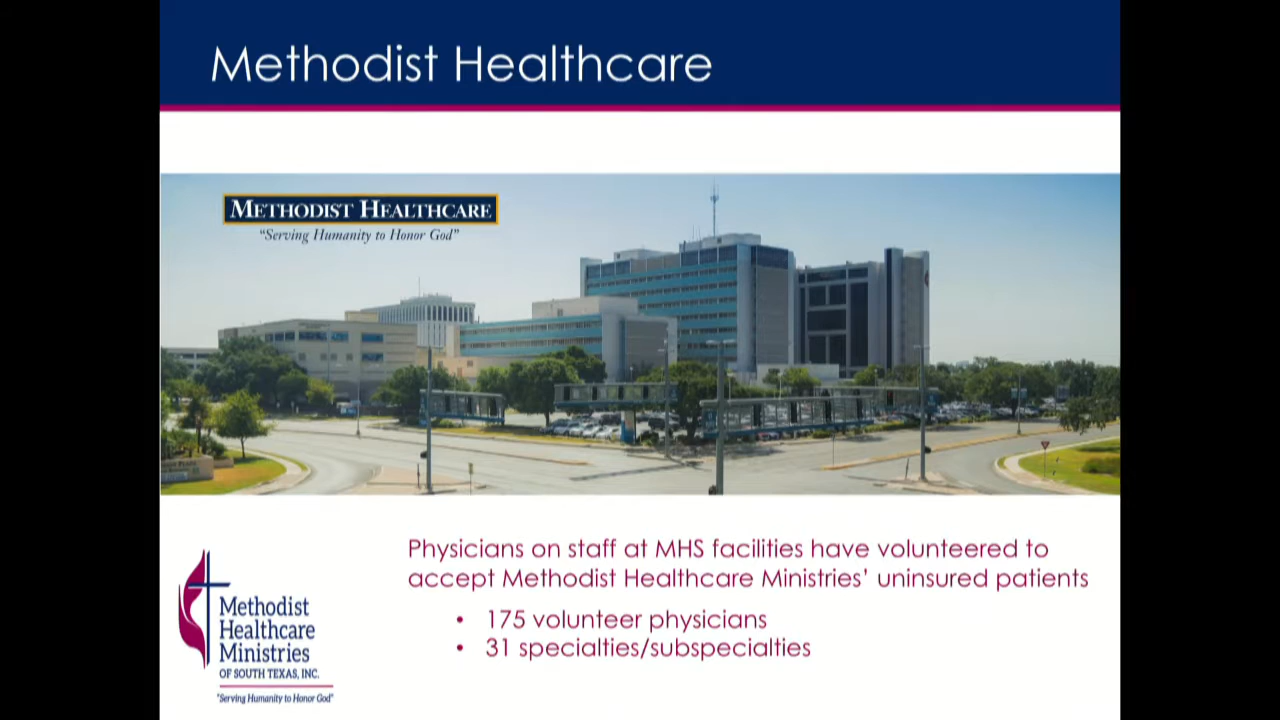 Methodist Healthcare
METHODIST HEALTHCARE
“Serving Humanity to Honor God”
Physicians on staff at MHS facilities have volunteered to
accept Methodist Healthcare Ministries’ uninsured patients
• 175 volunteer physicians
• 31 specialties/subspecialties
Methodist
Healthcare
Ministries
OF SOUTH TEXAS, INC.
“Serving Humanity to Honor God”